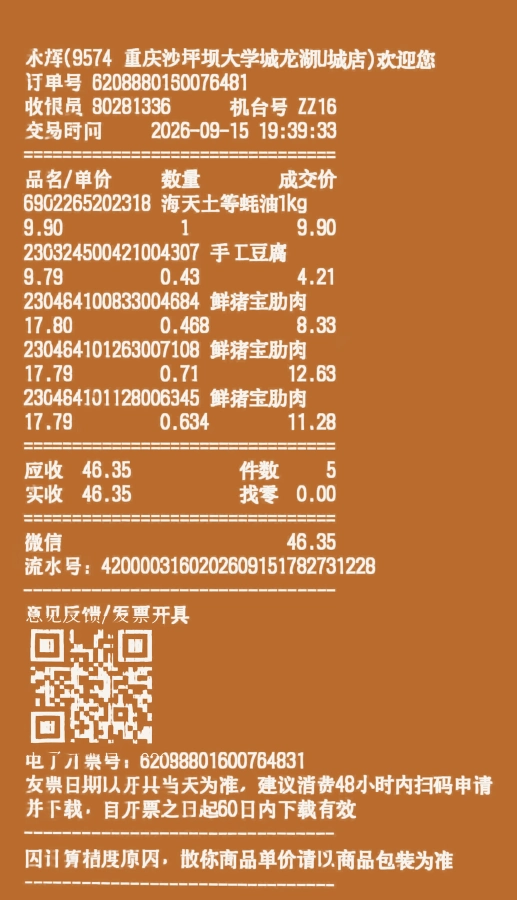 永辉(9574 重庆沙坪坝大学城龙湖U城店)欢迎您
订单号 6208880150076481
收银员 90281336 机台号 ZZ16
交易时间 2026-09-15 19:39:33
================================
品名/单价 数量 成交价
6902265202318 海天土等蚝油1kg
9.90 1 9.90
230324500421004307 手工豆腐
9.79 0.43 4.21
230464100833004684 鲜猪宝肋肉
17.80 0.468 8.33
230464101263007108 鲜猪宝肋肉
17.79 0.71 12.63
230464101128006345 鲜猪宝肋肉
17.79 0.634 11.28
================================
应收 46.35 件数 5
实收 46.35 找零 0.00
================================
微信 46.35
流水号：4200003160202609151782731228
--------------------------------
意见反馈/发票开具
电子开票号：62098801600764831
发票日期以开具当天为准，建议消费48小时内扫码申请
并下载，自开票之日起60日内下载有效
--------------------------------
因计算精度原因，散称商品单价请以商品包装为准
--------------------------------